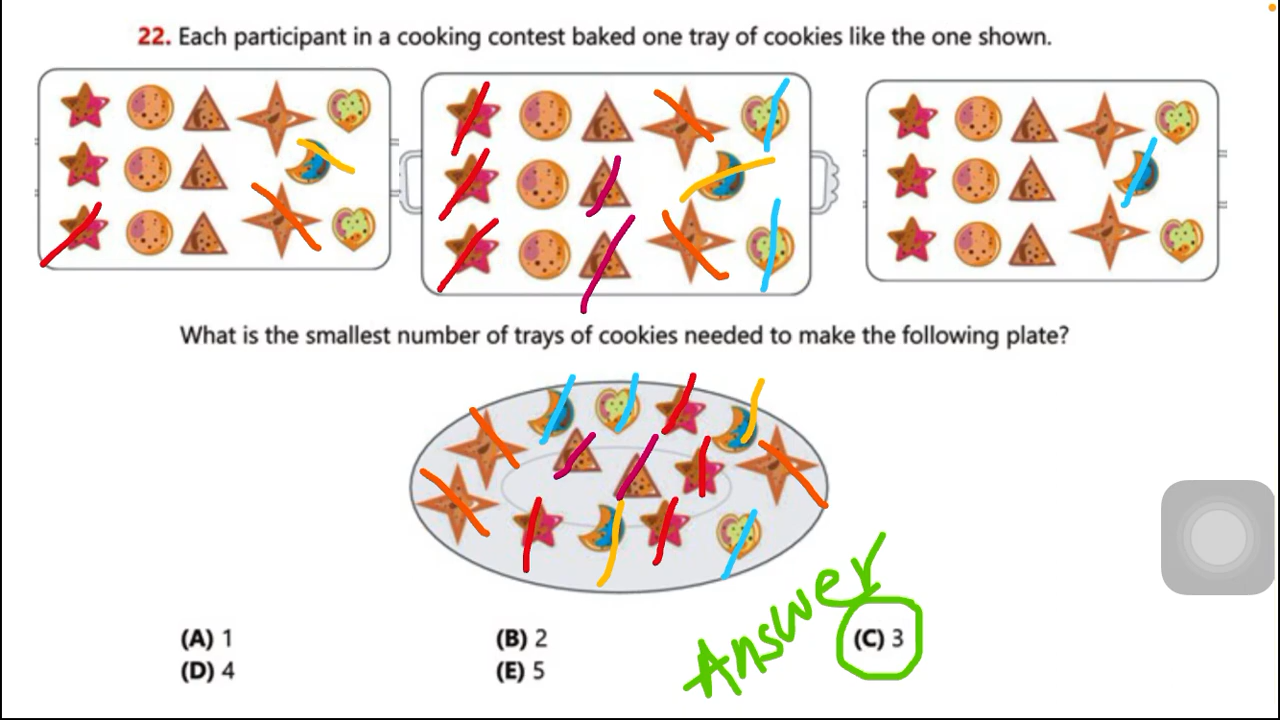 22. Each participant in a cooking contest baked one tray of cookies like the one shown.
What is the smallest number of trays of cookies needed to make the following plate?
(A) 1
(B) 2
(C) 3
(D) 4
(E) 5
Answer